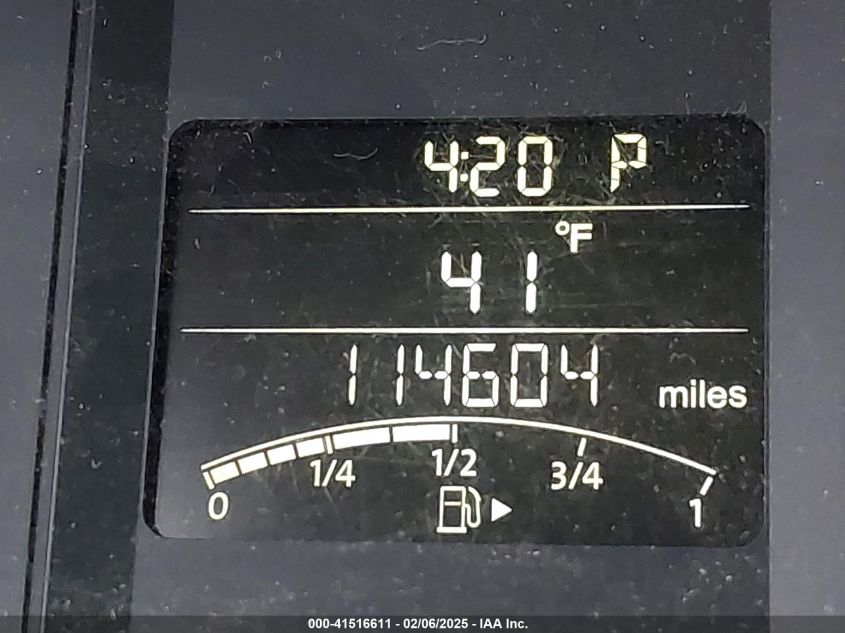 4:20 P
°F
41
114604 miles
0 1/4 1/2 3/4 1
000-41516611 - 02/06/2025 - IAA Inc.